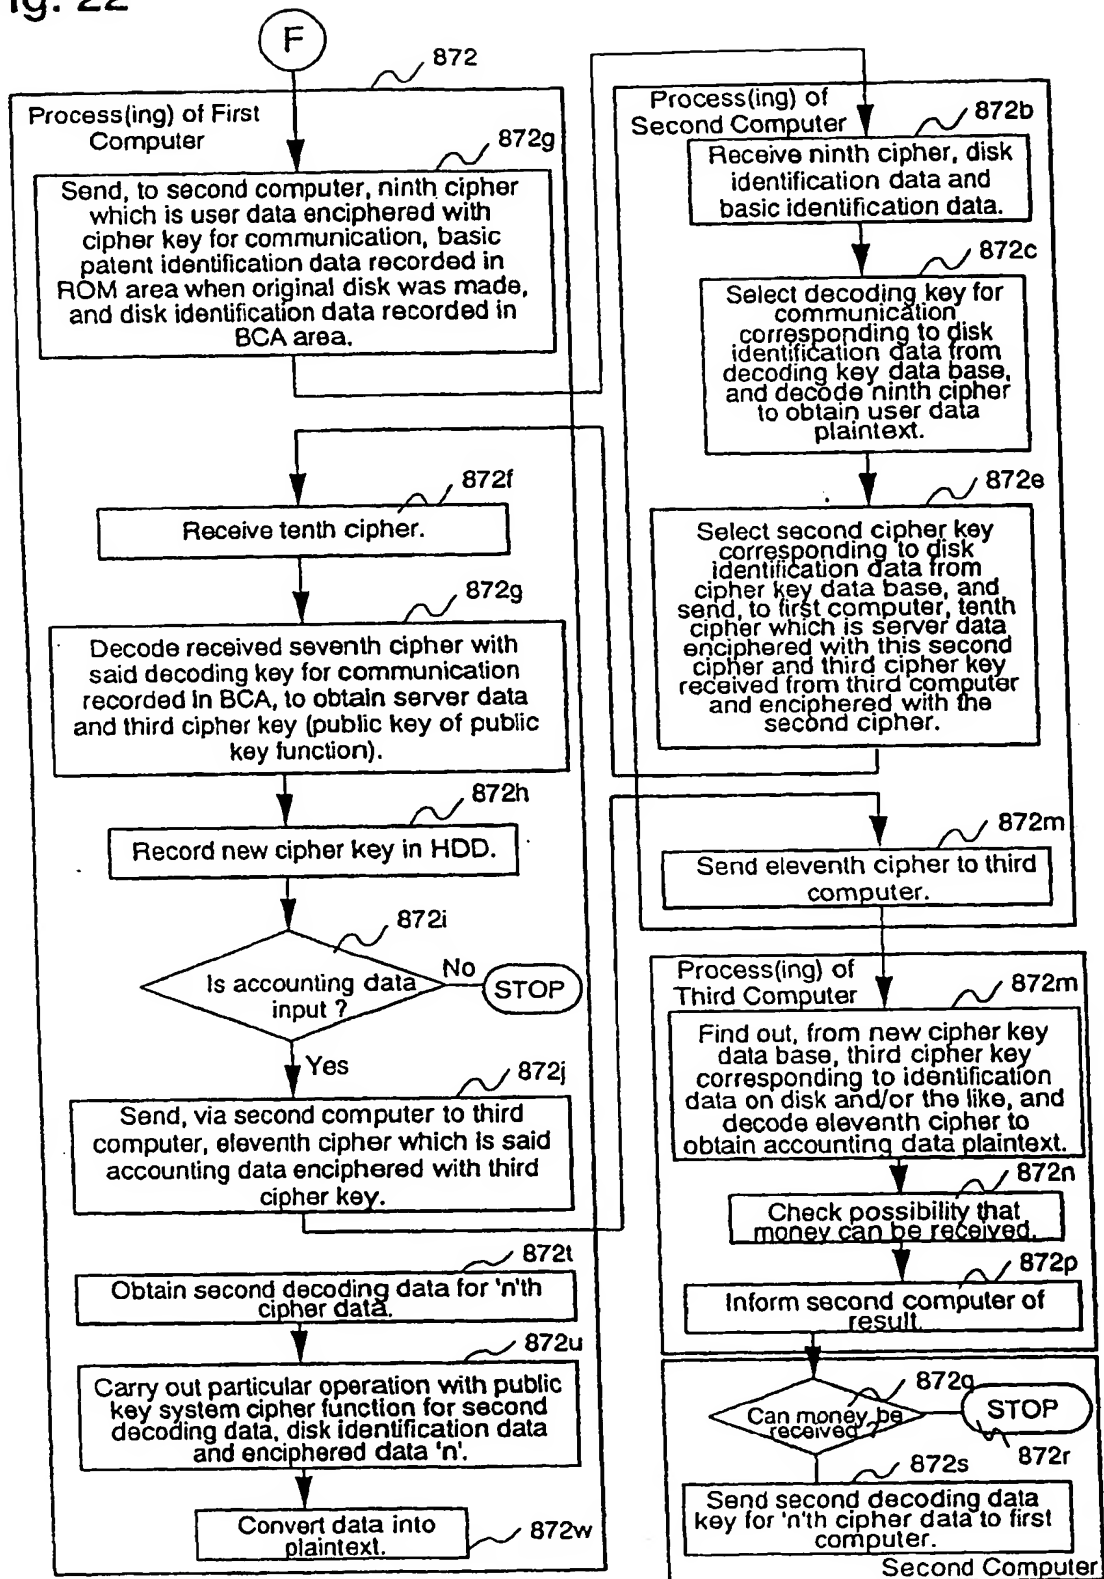 ig. 22
F
872
Process(ing) of First
Computer
872g
Send, to second computer, ninth cipher
which is user data enciphered with
cipher key for communication, basic
patent identification data recorded in
ROM area when original disk was made,
and disk identification data recorded in
BCA area.
872f
Receive tenth cipher.
872g
Decode received seventh cipher with
said decoding key for communication
recorded in BCA, to obtain server data
and third cipher key (public key of public
key function).
872h
Record new cipher key in HDD.
872i
Is accounting data
input ?
No
STOP
Yes
872j
Send, via second computer to third
computer, eleventh cipher which is said
accounting data enciphered with third
cipher key.
872t
Obtain second decoding data for 'n'th
cipher data.
872u
Carry out particular operation with public
key system cipher function for second
decoding data, disk identification data
and enciphered data 'n'.
Convert data into
plaintext.
872w
Process(ing) of
Second Computer
872b
Receive ninth cipher, disk
identification data and
basic identification data.
872c
Select decoding key for
communication
corresponding to disk
identification data from
decoding key data base,
and decode ninth cipher
to obtain user data
plaintext.
872e
Select second cipher key
corresponding to disk
identification data from
cipher key data base, and
send, to first computer, tenth
cipher which is server data
enciphered with this second
cipher and third cipher key
received from third computer
and enciphered with the
second cipher.
872m
Send eleventh cipher to third
computer.
Process(ing) of
Third Computer
872m
Find out, from new cipher key
data base, third cipher key
corresponding to identification
data on disk and/or the like, and
decode eleventh cipher to
obtain accounting data plaintext.
872n
Check possibility that
money can be received.
872p
Inform second computer of
result.
872q
Can money be
received ?
STOP
872r
872s
Send second decoding data
key for 'n'th cipher data to first
computer.
Second Computer